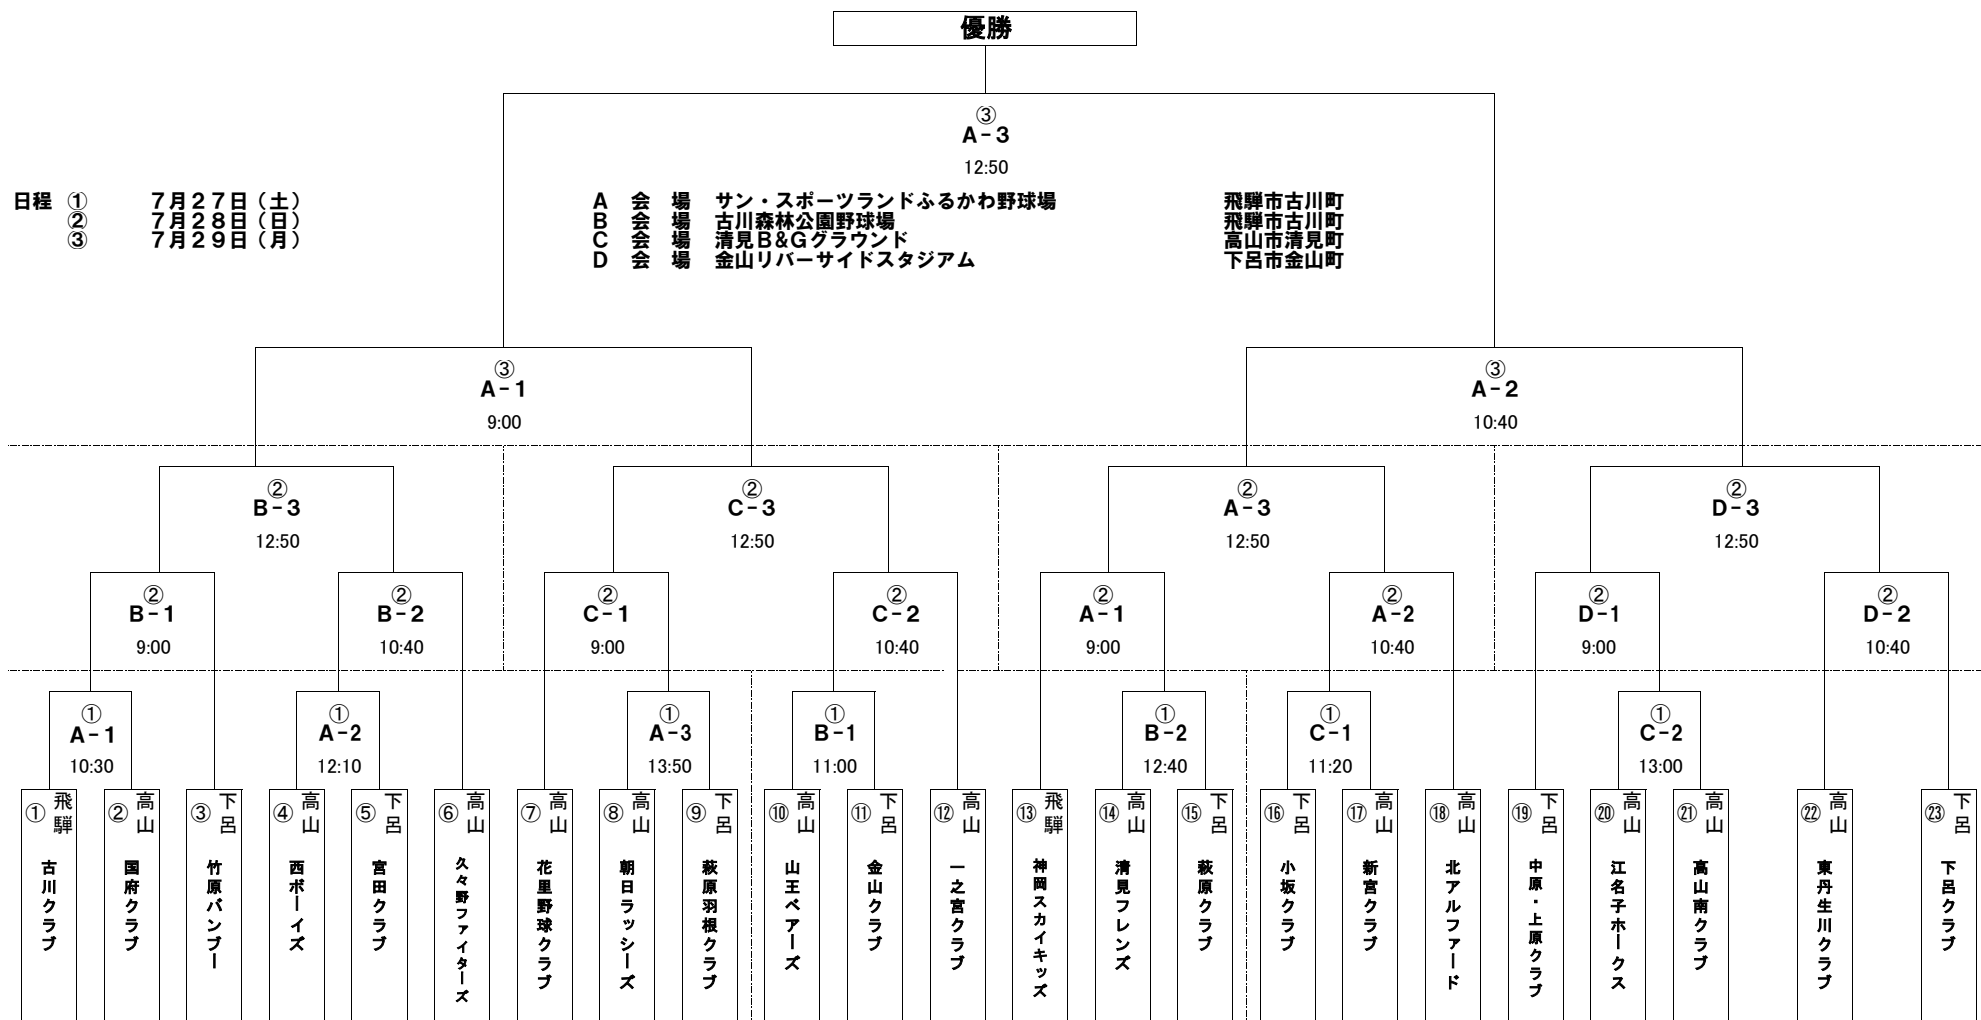 優勝
③
A-3
12:50
日程 ① ７月２７日（土）
② ７月２８日（日）
③ ７月２９日（月）
A 会 場 サン・スポーツランドふるかわ野球場 飛騨市古川町
B 会 場 古川森林公園野球場 飛騨市古川町
C 会 場 清見B&Gグラウンド 高山市清見町
D 会 場 金山リバーサイドスタジアム 下呂市金山町
③ ③
A-1 A-2
9:00 10:40
② ② ② ②
B-3 C-3 A-3 D-3
12:50 12:50 12:50 12:50
② ② ② ② ② ② ② ②
B-1 B-2 C-1 C-2 A-1 A-2 D-1 D-2
9:00 10:40 9:00 10:40 9:00 10:40 9:00 10:40
① ① ① ① ① ① ①
A-1 A-2 A-3 B-1 B-2 C-1 C-2
10:30 12:10 13:50 11:00 12:40 11:20 13:00
① 飛騨 古川クラブ
② 高山 国府クラブ
③ 下呂 竹原バンブー
④ 高山 西ボーイズ
⑤ 下呂 宮田クラブ
⑥ 高山 久々野ファイターズ
⑦ 高山 花里野球クラブ
⑧ 高山 朝日ラッシーズ
⑨ 下呂 萩原羽根クラブ
⑩ 高山 山王ベアーズ
⑪ 下呂 金山クラブ
⑫ 高山 一之宮クラブ
⑬ 飛騨 神岡スカイキッズ
⑭ 高山 清見フレンズ
⑮ 下呂 萩原クラブ
⑯ 下呂 小坂クラブ
⑰ 高山 新宮クラブ
⑱ 高山 北アルファード
⑲ 下呂 中原・上原クラブ
⑳ 高山 江名子ホークス
㉑ 高山 高山南クラブ
㉒ 高山 東丹生川クラブ
㉓ 下呂 下呂クラブ